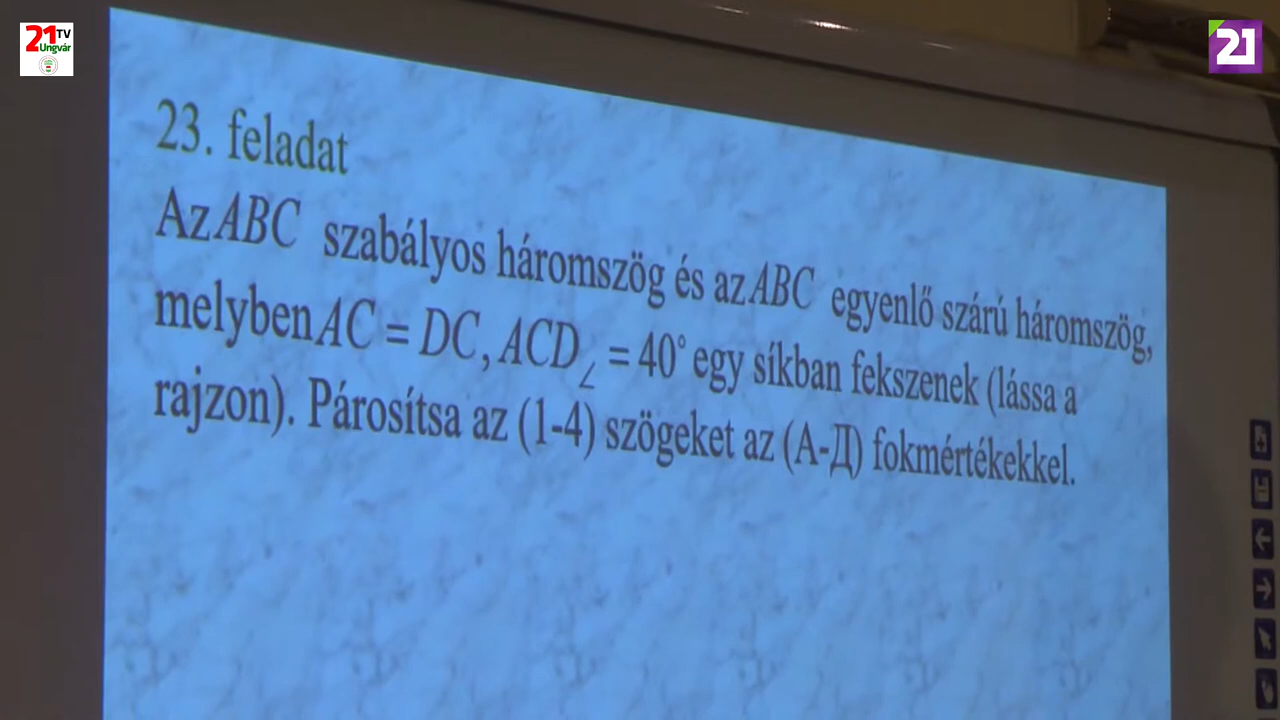 21 TV
Ungvár
21
23. feladat
Az ABC szabályos háromszög és az ABC egyenlő szárú háromszög,
melyben AC = DC, ACD∠ = 40° egy síkban fekszenek (lássa a
rajzon). Párosítsa az (1-4) szögeket az (А-Д) fokmértékekkel.